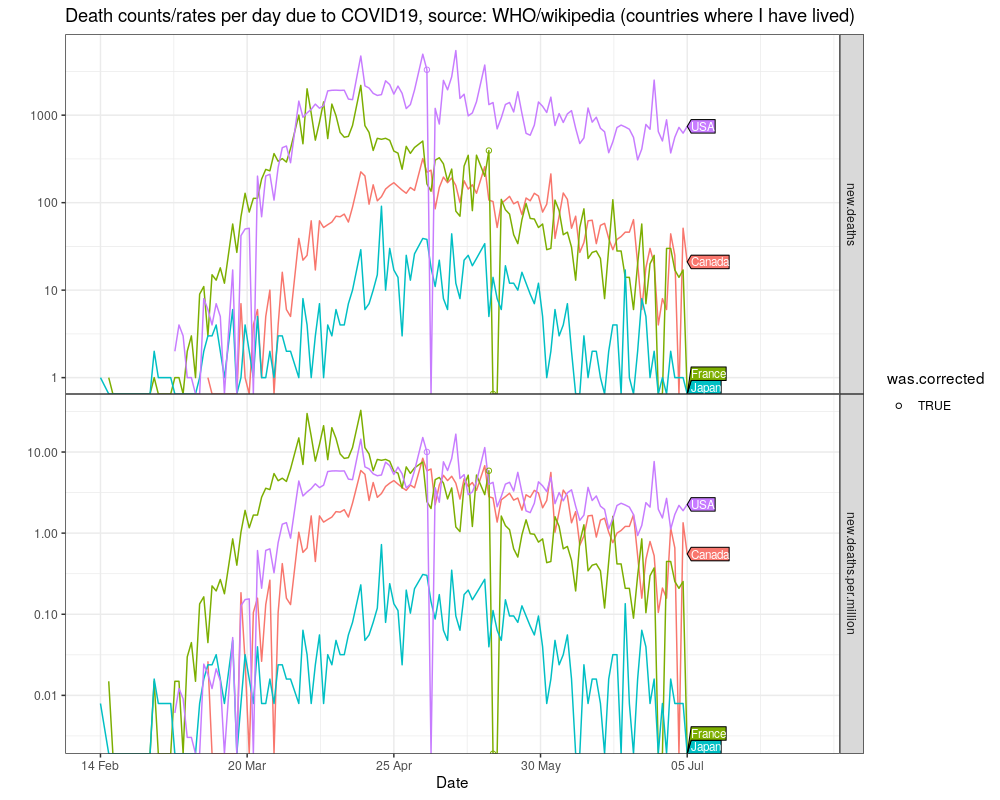 Death counts/rates per day due to COVID19, source: WHO/wikipedia (countries where I have lived)
1000
100
10
1
USA
Canada
France
Japan
new.deaths
10.00
1.00
0.10
0.01
USA
Canada
France
Japan
new.deaths.per.million
14 Feb
20 Mar
25 Apr
30 May
05 Jul
Date
was.corrected
TRUE